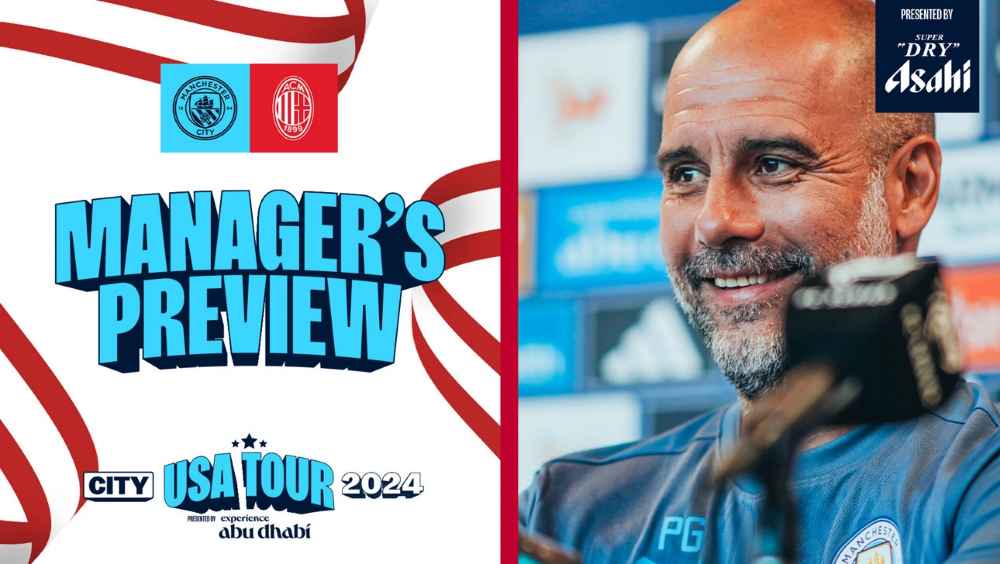 MANCHESTER
CITY
ACM
1899
MANAGER'S
PREVIEW
CITY
USA TOUR
2024
PRESENTED BY
experience
abu dhabi
PRESENTED BY
SUPER
"DRY"
Asahi
PG
MANCHESTER